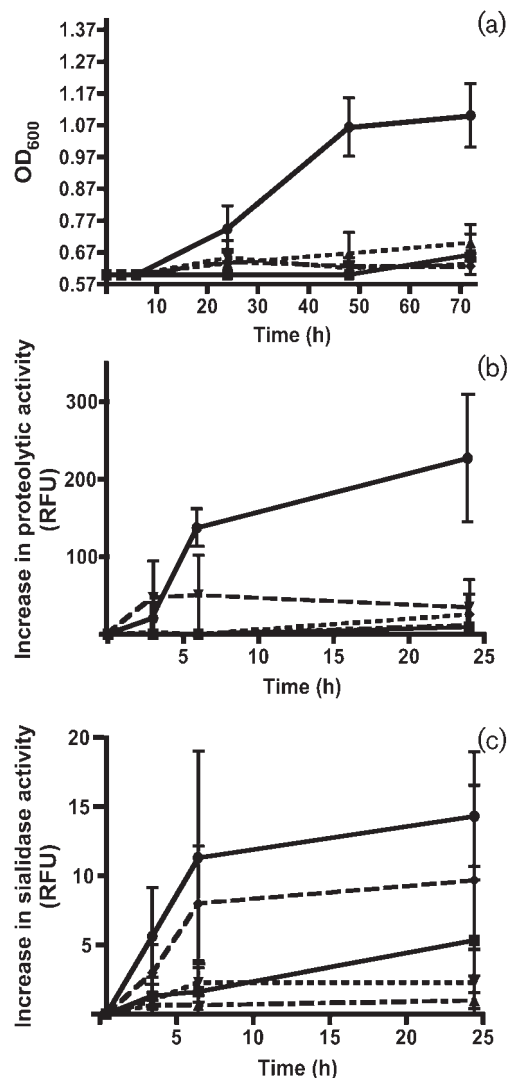 (a)
1.37
1.27
1.17
1.07
0.97
0.87
0.77
0.67
0.57
OD600
10 20 30 40 50 60 70
Time (h)
(b)
300
200
100
Increase in proteolytic activity
(RFU)
5 10 15 20 25
Time (h)
(c)
20
15
10
5
Increase in sialidase activity
(RFU)
5 10 15 20 25
Time (h)